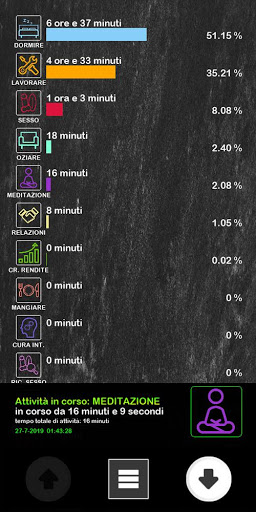 6 ore e 37 minuti
DORMIRE
51.15 %
4 ore e 33 minuti
LAVORARE
35.21 %
1 ora e 3 minuti
SESSO
8.08 %
18 minuti
OZIARE
2.40 %
16 minuti
MEDITAZIONE
2.08 %
8 minuti
RELAZIONI
1.05 %
0 minuti
CR. RENDITE
0.02 %
0 minuti
MANGIARE
0 %
0 minuti
CURA INT.
0 %
0 minuti
RIC. SESSO
0 %
Attività in corso: MEDITAZIONE
in corso da 16 minuti e 9 secondi
tempo totale di attività: 16 minuti
27-7-2019 01:43:28